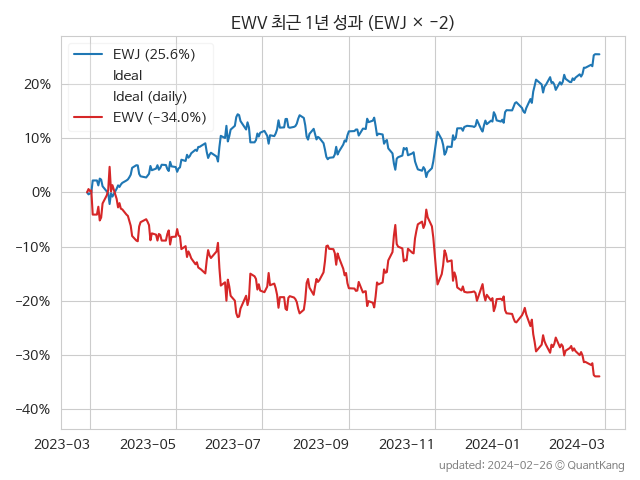 EWV 최근 1년 성과 (EWJ × −2)
EWJ (25.6%)
Ideal
Ideal (daily)
EWV (−34.0%)
20%
10%
0%
−10%
−20%
−30%
−40%
2023−03 2023−05 2023−07 2023−09 2023−11 2024−01 2024−03
updated: 2024−02−26 © QuantKang